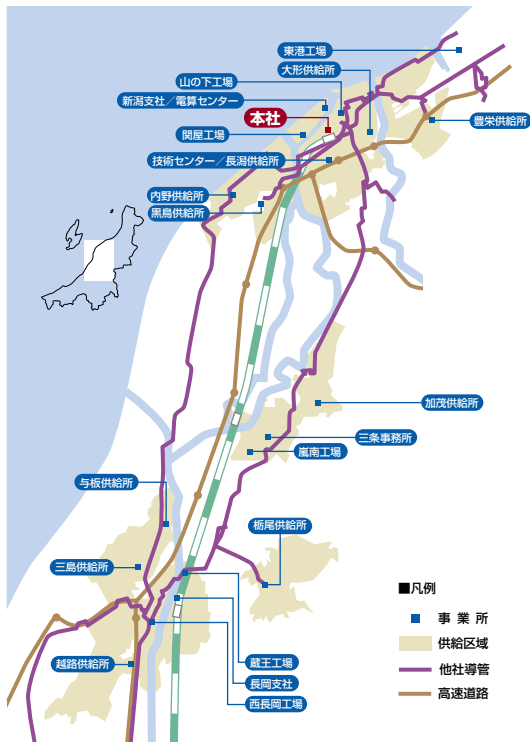 東港工場
大形供給所
山の下工場
新潟支社／電算センター
本社
豊栄供給所
関屋工場
技術センター／長潟供給所
内野供給所
黒鳥供給所
加茂供給所
三条事務所
嵐南工場
与板供給所
栃尾供給所
三島供給所
越路供給所
蔵王工場
長岡支社
西長岡工場
■凡例
事業所
供給区域
他社導管
高速道路